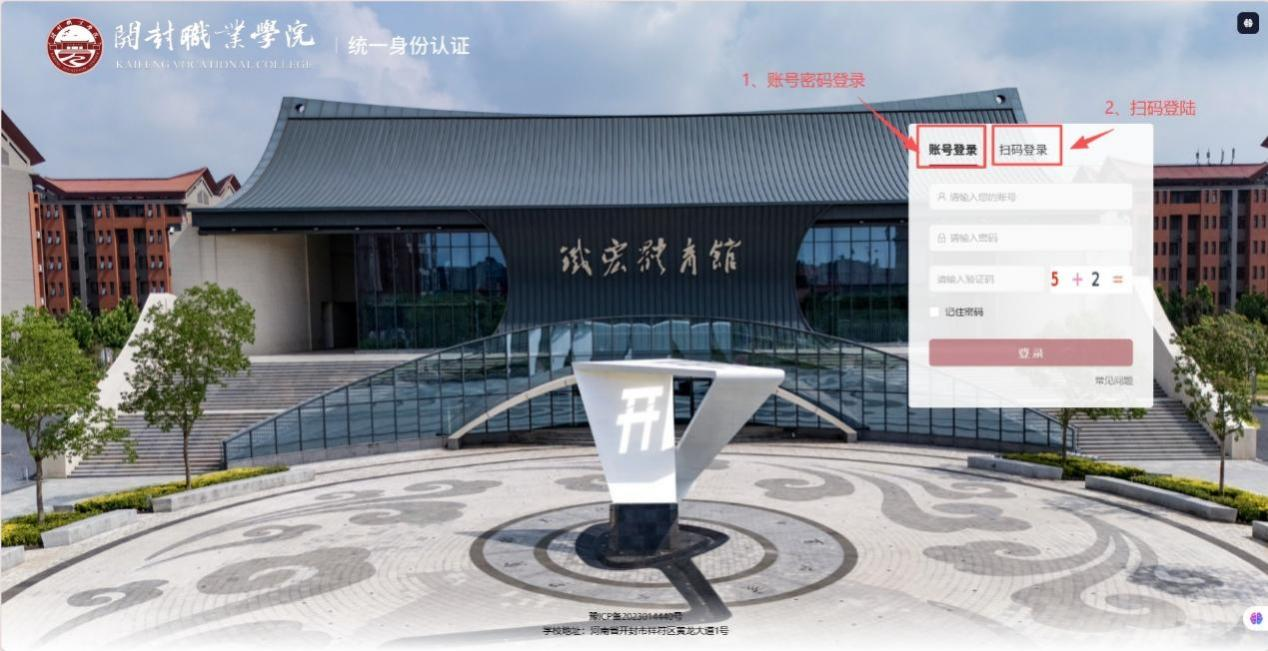 開封職業學院
KAIFENG VOCATIONAL COLLEGE
统一身份认证
1、账号密码登录
2、扫码登陆
账号登录
扫码登录
请输入您的账号
请输入密码
请输入验证码
5 + 2 =
记住密码
登录
常见问题
鐵宏體育館
开
豫ICP备2023014440号
学校地址：河南省开封市祥符区黄龙大道1号